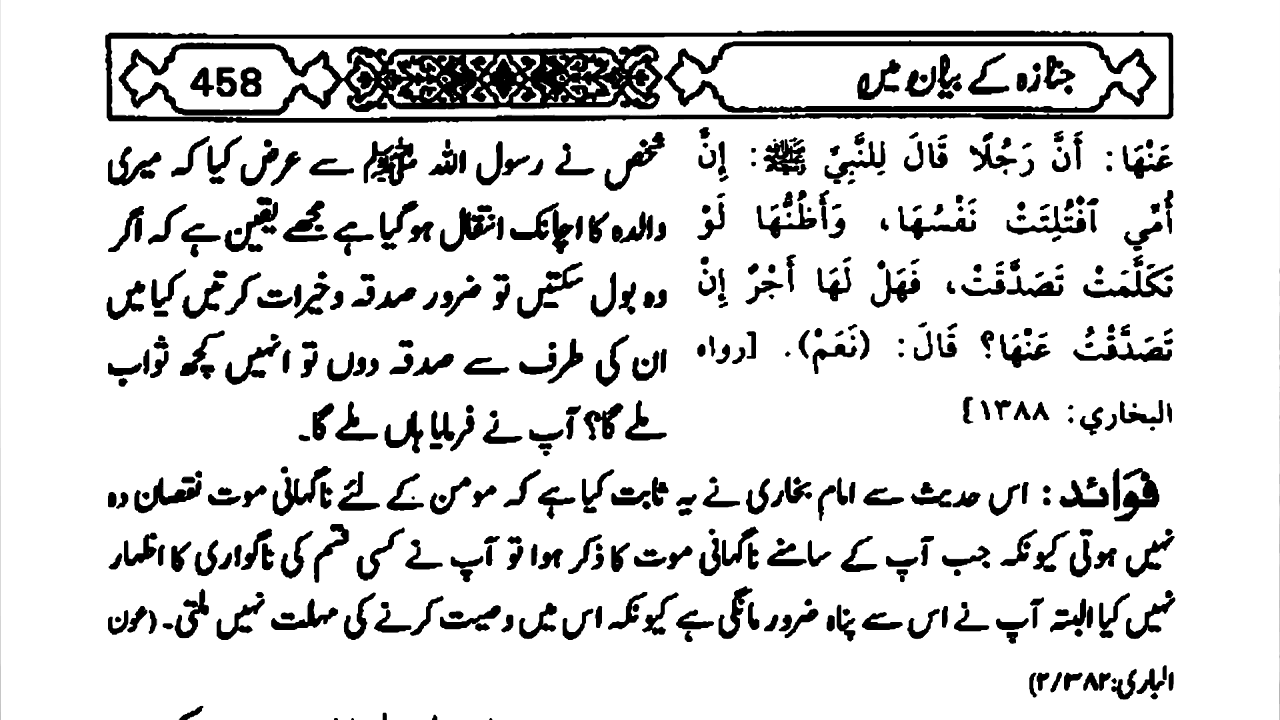 جنازہ کے بیان میں
458
عَنْهَا: أَنَّ رَجُلًا قَالَ لِلنَّبِيِّ ﷺ: إِنَّ
أُمِّي ٱفْتُلِتَتْ نَفْسُهَا، وَأَظُنُّهَا لَوْ
تَكَلَّمَتْ تَصَدَّقَتْ، فَهَلْ لَهَا أَجْرٌ إِنْ
تَصَدَّقْتُ عَنْهَا؟ قَالَ: (نَعَمْ). [رواه
البخاري: ١٣٨٨]
شخص نے رسول اللہ ﷺ سے عرض کیا کہ میری
والدہ کا اچانک انتقال ہوگیا ہے مجھے یقین ہے کہ اگر
وہ بول سکتیں تو ضرور صدقہ و خیرات کرتیں کیا میں
ان کی طرف سے صدقہ دوں تو انہیں کچھ ثواب
ملے گا؟ آپ نے فرمایا ہاں ملے گا۔
فوَائد: اس حدیث سے امام بخاری نے یہ ثابت کیا ہے کہ مومن کے لئے ناگہانی موت نقصان دہ
نہیں ہوتی کیونکہ جب آپ کے سامنے ناگہانی موت کا ذکر ہوا تو آپ نے کسی قسم کی ناگواری کا اظہار
نہیں کیا البتہ آپ نے اس سے پناہ ضرور مانگی ہے کیونکہ اس میں وصیت کرنے کی مہلت نہیں ملتی۔ (عون
الباری:۲/۳۸۲)